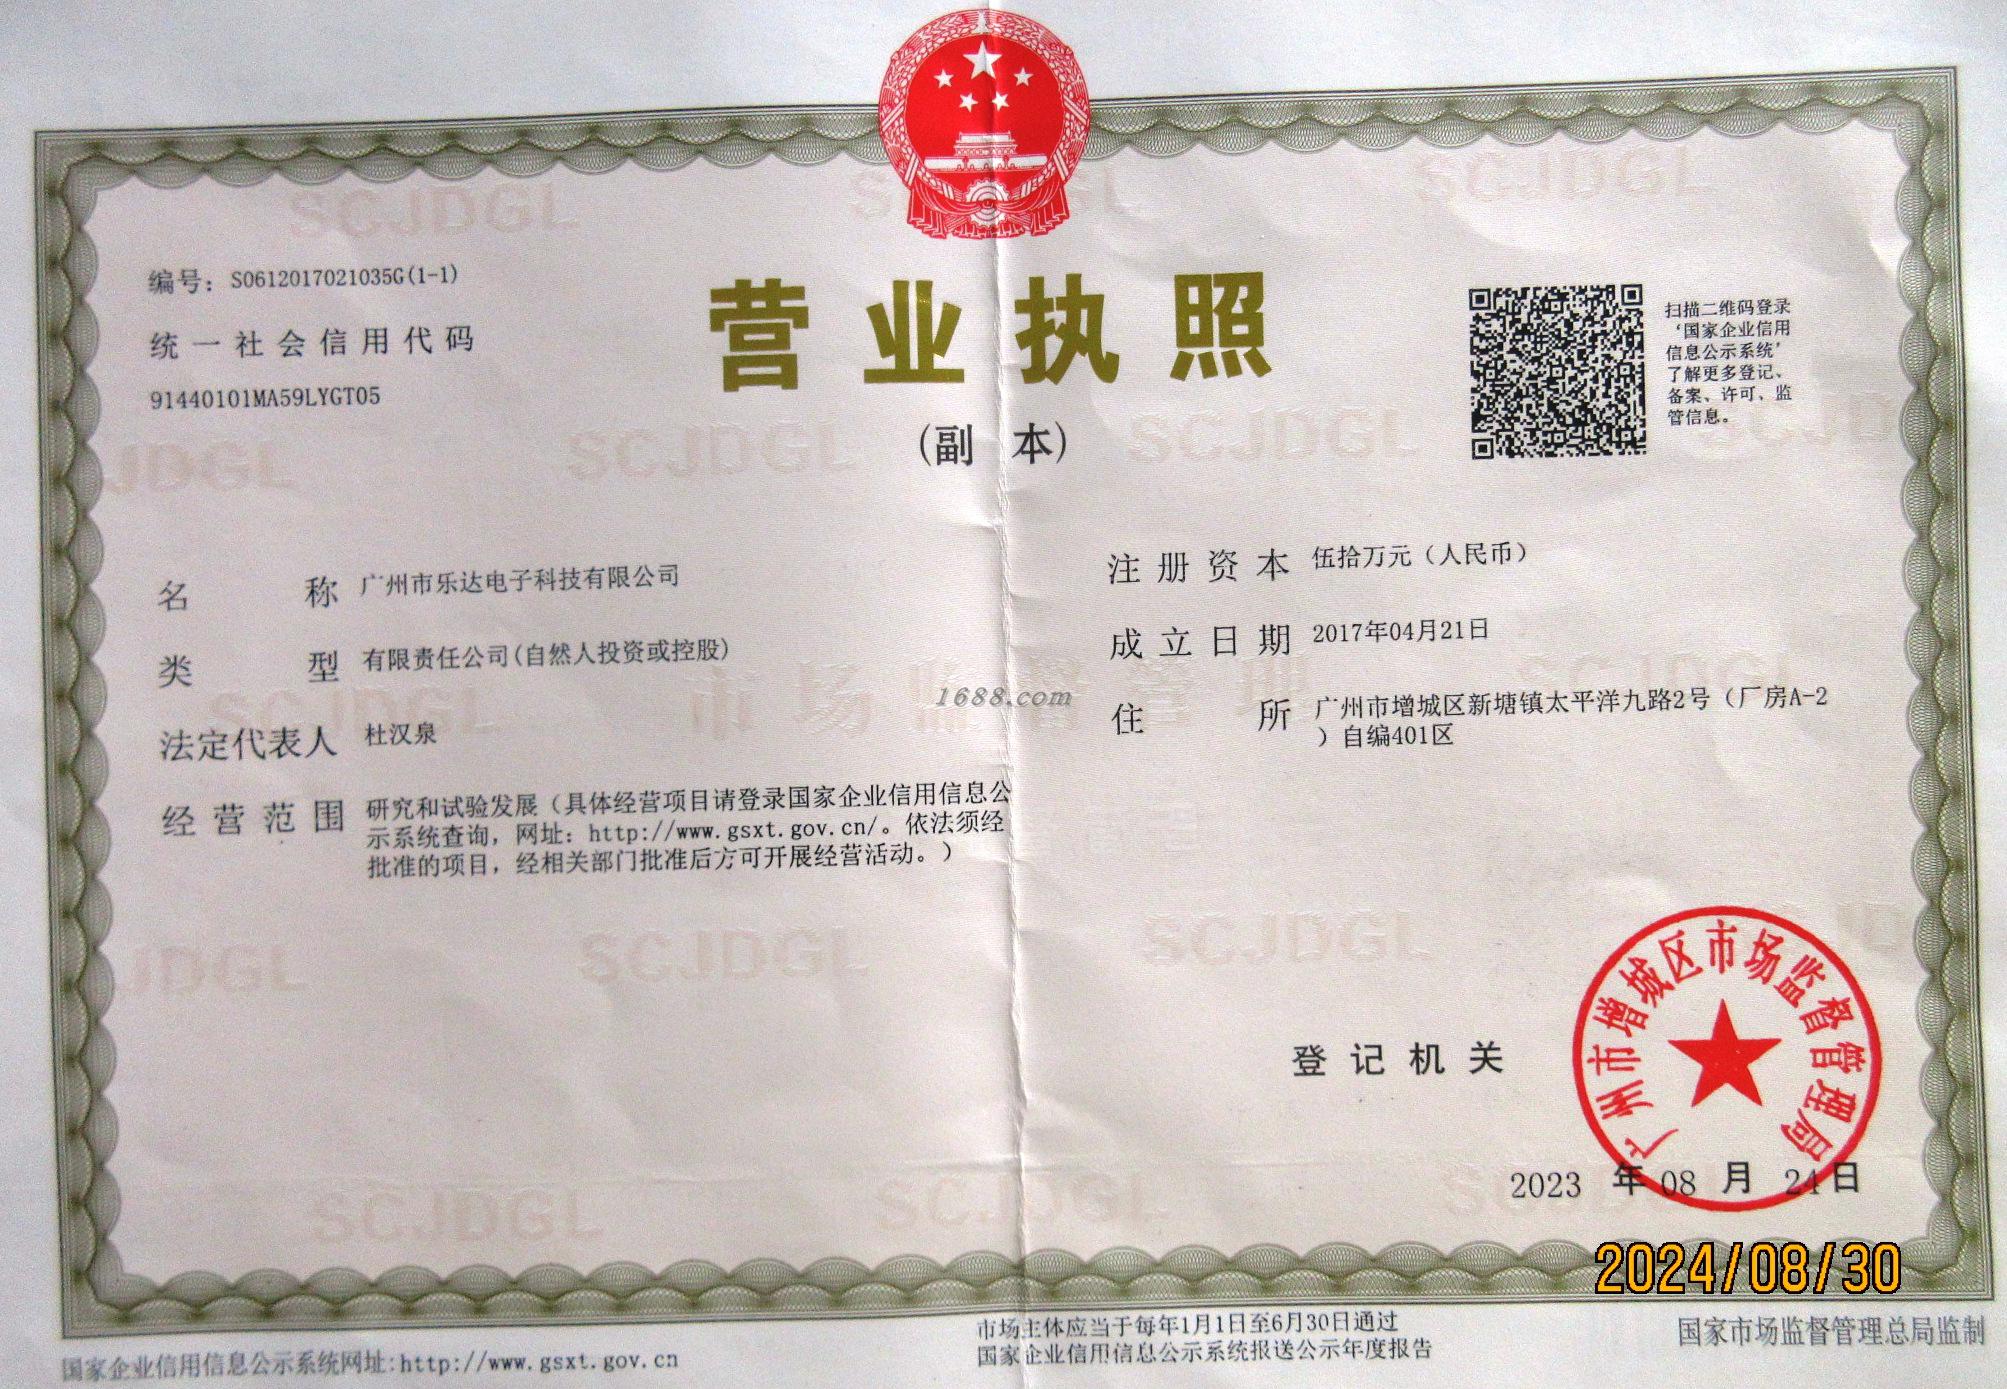 编号：S0612017021035G(1-1)
统一社会信用代码
91440101MA59LYGT05
营业执照
(副 本)
扫描二维码登录
‘国家企业信用
信息公示系统’
了解更多登记、
备案、许可、监
管信息。
名 称 广州市乐达电子科技有限公司
类 型 有限责任公司(自然人投资或控股)
法定代表人 杜汉泉
经营范围 研究和试验发展（具体经营项目请登录国家企业信用信息公
示系统查询，网址：http://www.gsxt.gov.cn/。依法须经
批准的项目，经相关部门批准后方可开展经营活动。）
注册资本 伍拾万元（人民币）
成立日期 2017年04月21日
住 所 广州市增城区新塘镇太平洋九路2号（厂房A-2
）自编401区
1688.com
登记机关
广州市增城区市场监督管理局
2023 年 08 月 24 日
2024/08/30
国家企业信用信息公示系统网址:http://www.gsxt.gov.cn
市场主体应当于每年1月1日至6月30日通过
国家企业信用信息公示系统报送公示年度报告
国家市场监督管理总局监制
SCJDGL
市场监督管理